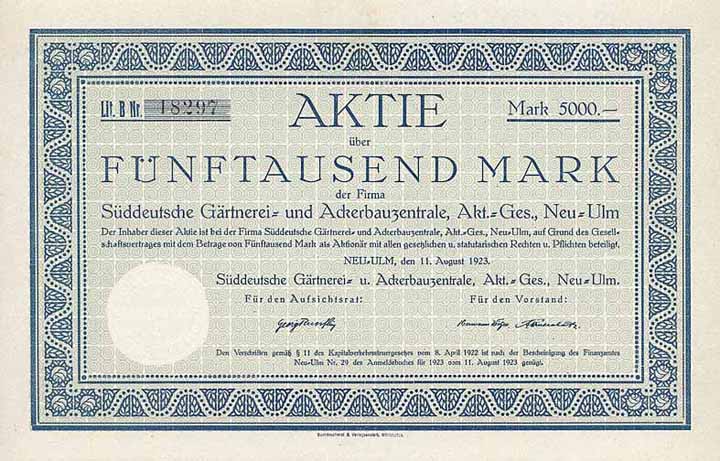 Lit. B Nr. 18297
AKTIE
Mark 5000.—
über
FÜNFTAUSEND MARK
der Firma
Süddeutsche Gärtnerei- und Ackerbauzentrale, Akt.-Ges., Neu-Ulm
Der Inhaber dieser Aktie ist bei der Firma Süddeutsche Gärtnerei- und Ackerbauzentrale, Akt.-Ges., Neu-Ulm, auf Grund des Gesell-
schaftsvertrages mit dem Betrage von Fünftausend Mark als Aktionär mit allen gesetzlichen u. statutarischen Rechten u. Pflichten beteiligt.
NEU-ULM, den 11. August 1923.
Süddeutsche Gärtnerei- u. Ackerbauzentrale, Akt.-Ges., Neu-Ulm.
Für den Aufsichtsrat:
Für den Vorstand:
Den Vorschriften gemäß § 11 des Kapitalverkehrsteuergesetzes vom 8. April 1922 ist nach der Bescheinigung des Finanzamtes
Neu-Ulm Nr. 29 des Anmeldebuches für 1923 vom 11. August 1923 genügt.